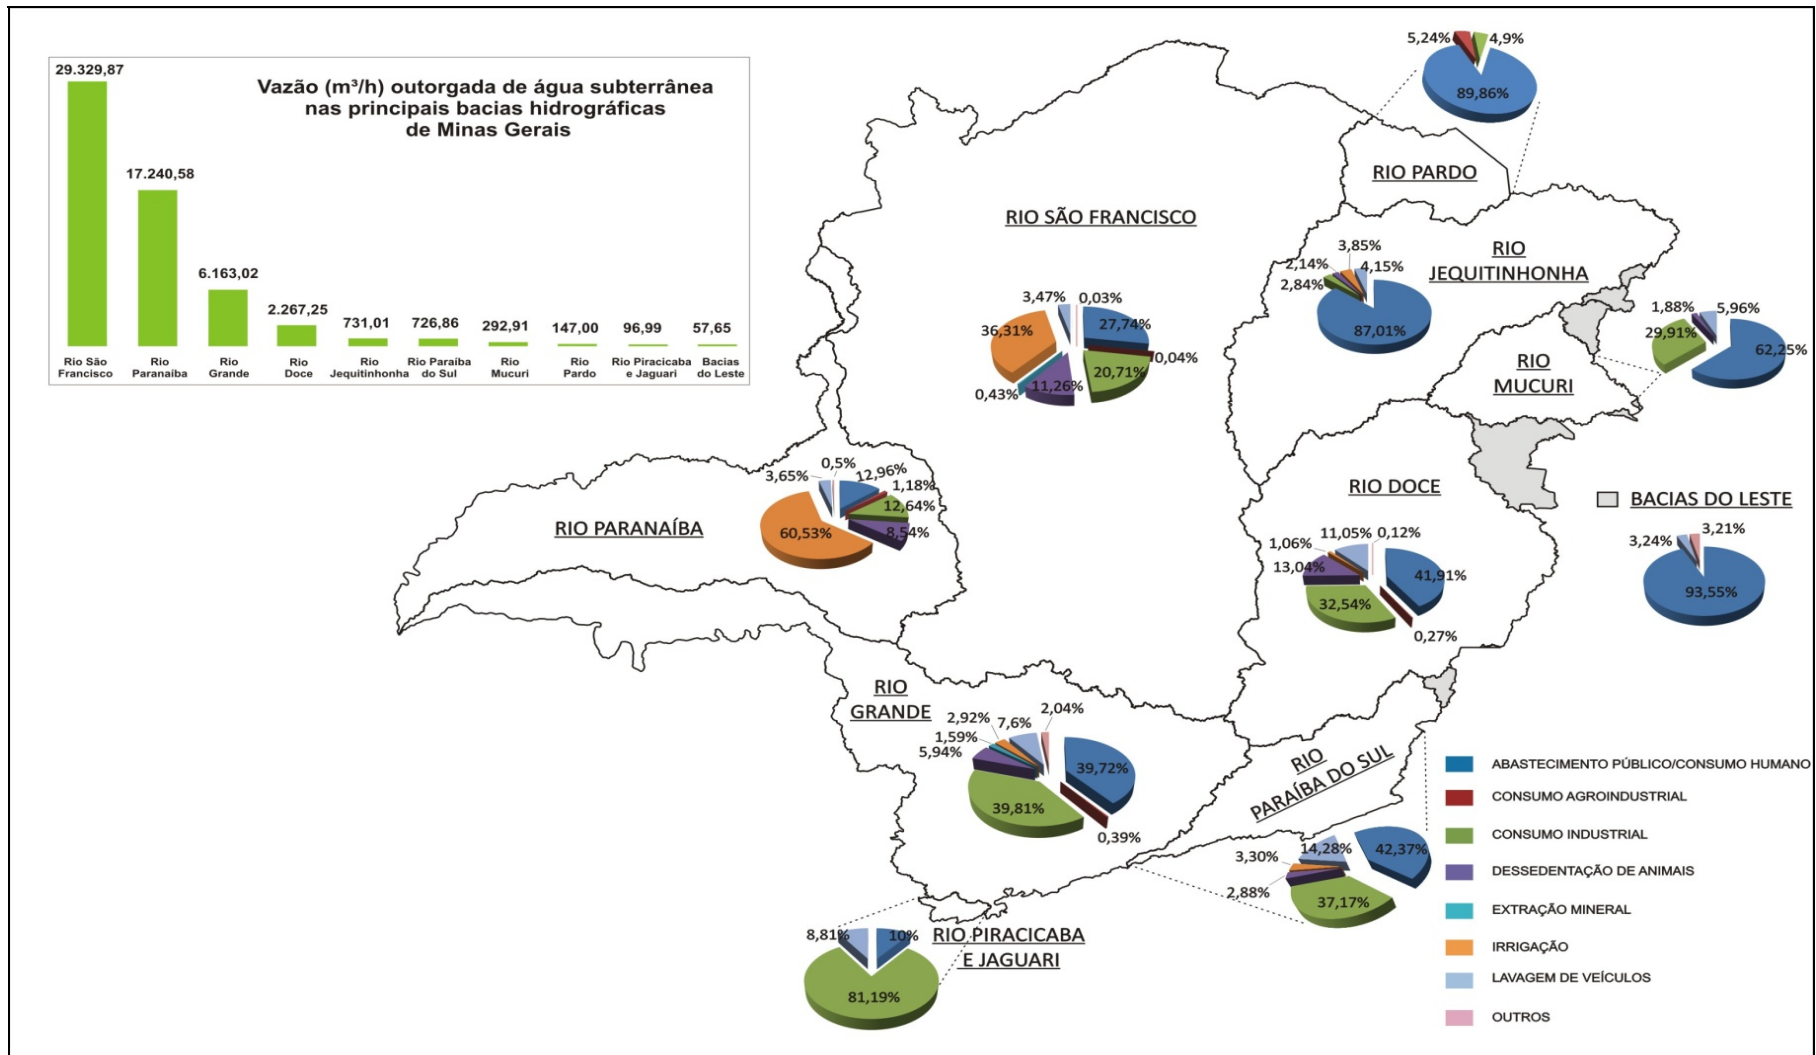 Vazão (m³/h) outorgada de água subterrânea
nas principais bacias hidrográficas
de Minas Gerais
29.329,87
17.240,58
6.163,02
2.267,25
731,01
726,86
292,91
147,00
96,99
57,65
Rio São
Francisco
Rio
Paranaíba
Rio
Grande
Rio
Doce
Rio
Jequitinhonha
Rio Paraíba
do Sul
Rio
Mucuri
Rio
Pardo
Rio Piracicaba
e Jaguari
Bacias
do Leste
5,24%
4,9%
89,86%
RIO PARDO
RIO SÃO FRANCISCO
3,47%
0,03%
36,31%
27,74%
0,04%
20,71%
11,26%
0,43%
RIO
JEQUITINHONHA
3,85%
2,14%
4,15%
2,84%
87,01%
1,88%
5,96%
29,91%
62,25%
RIO
MUCURI
RIO PARANAÍBA
3,65%
0,5%
12,96%
1,18%
12,64%
8,54%
60,53%
RIO DOCE
11,05%
0,12%
1,06%
13,04%
41,91%
32,54%
0,27%
BACIAS DO LESTE
3,24%
3,21%
93,55%
RIO
GRANDE
2,92%
7,6%
2,04%
1,59%
5,94%
39,72%
39,81%
0,39%
RIO
PARAÍBA DO SUL
14,28%
42,37%
3,30%
2,88%
37,17%
RIO PIRACICABA
E JAGUARI
8,81%
10%
81,19%
ABASTECIMENTO PÚBLICO/CONSUMO HUMANO
CONSUMO AGROINDUSTRIAL
CONSUMO INDUSTRIAL
DESSEDENTAÇÃO DE ANIMAIS
EXTRAÇÃO MINERAL
IRRIGAÇÃO
LAVAGEM DE VEÍCULOS
OUTROS